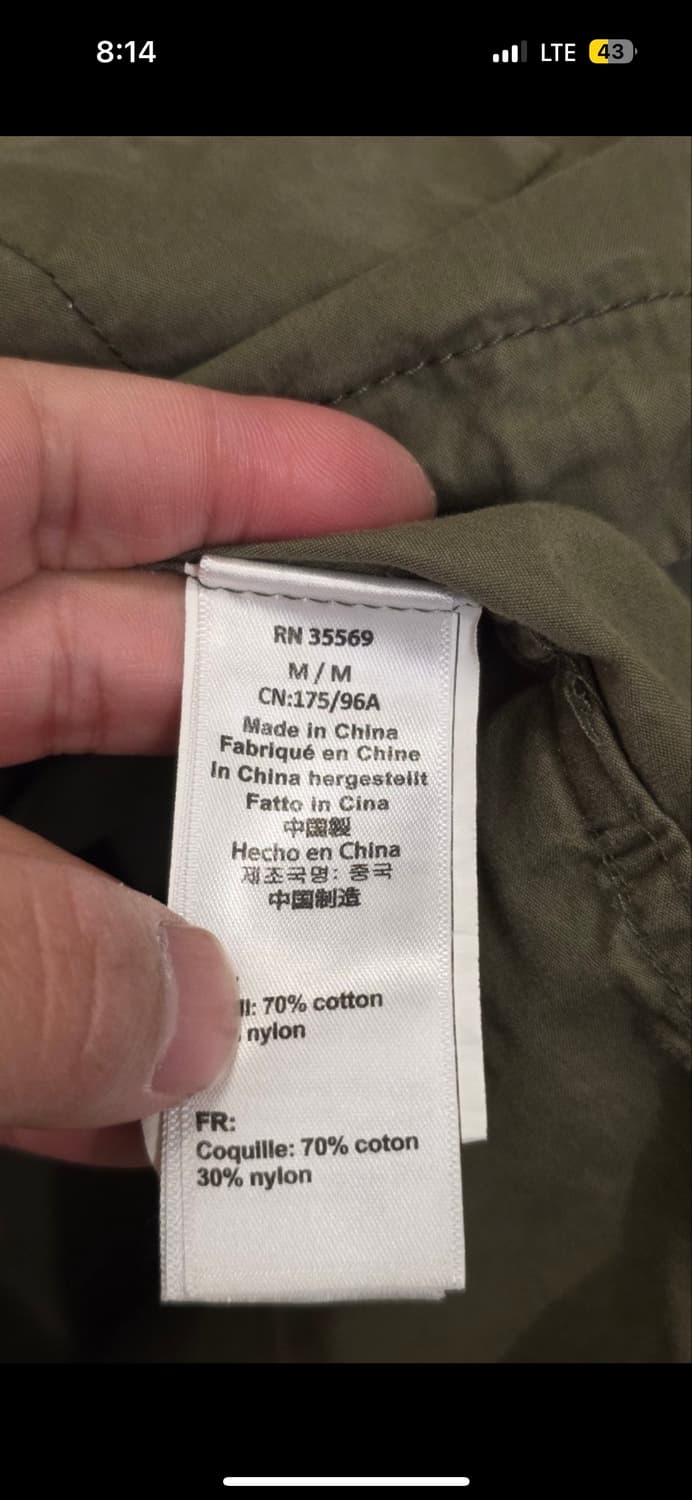 8:14
LTE 43
RN 35569
M / M
CN:175/96A
Made in China
Fabriqué en Chine
In China hergestellt
Fatto in Cina
中国製
Hecho en China
제조국명: 중국
中国制造
ll: 70% cotton
nylon
FR:
Coquille: 70% coton
30% nylon